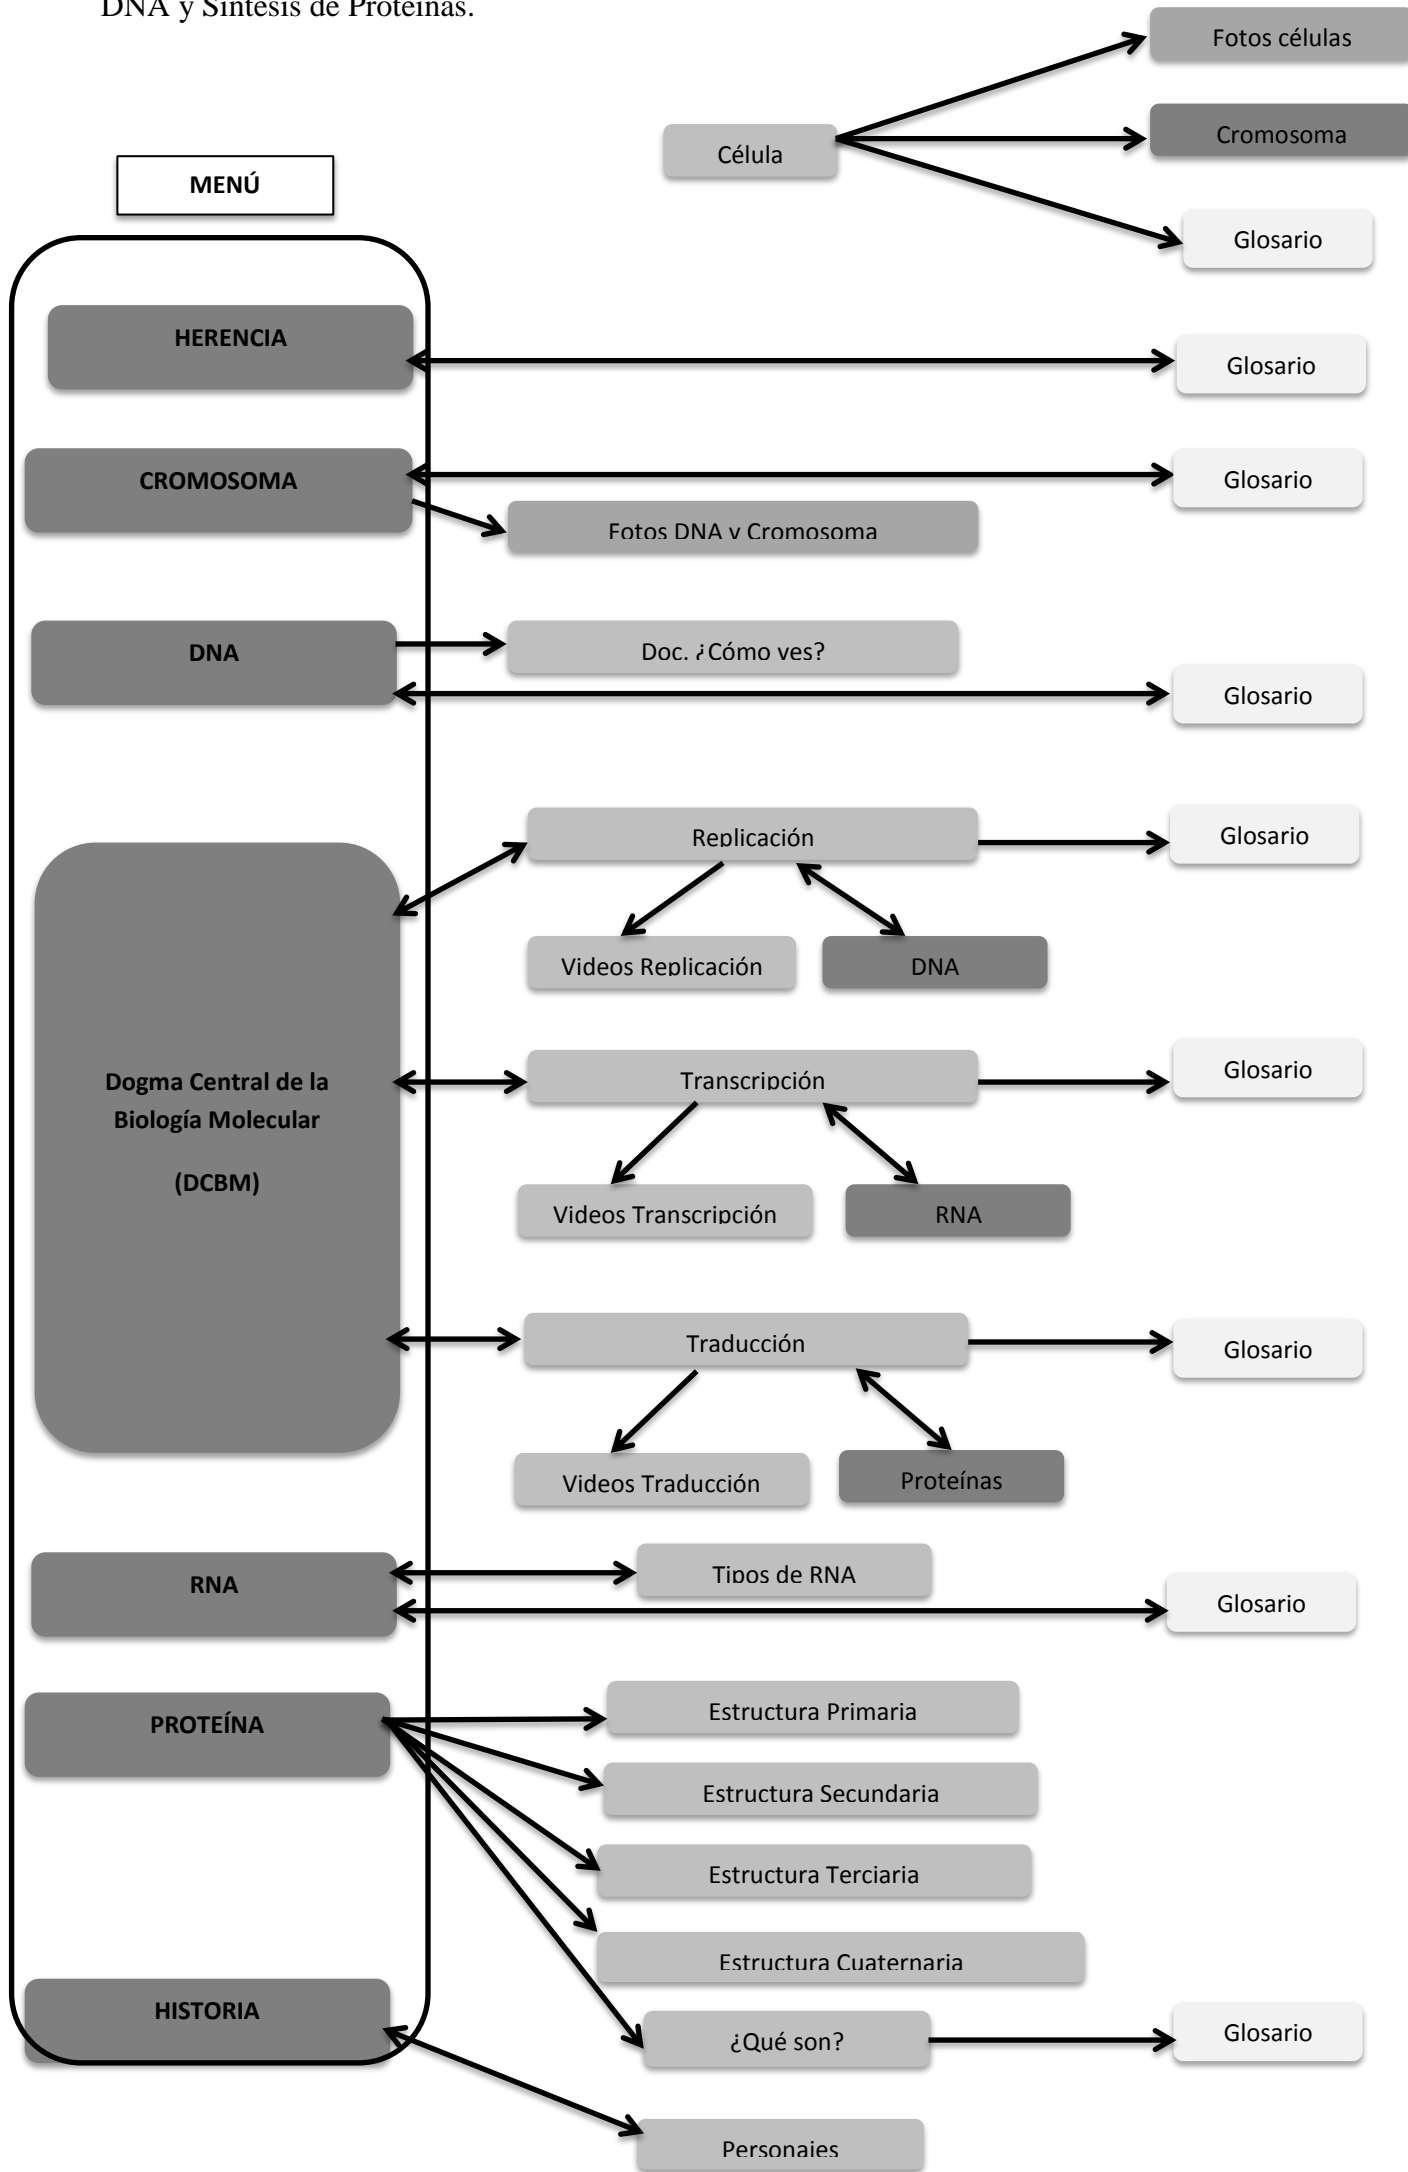 DNA y Síntesis de Proteínas.
Fotos células
Célula
Cromosoma
Glosario
MENÚ
HERENCIA
Glosario
CROMOSOMA
Glosario
Fotos DNA y Cromosoma
DNA
Doc. ¿Cómo ves?
Glosario
Replicación
Glosario
Videos Replicación
DNA
Dogma Central de la
Biología Molecular
(DCBM)
Transcripción
Glosario
Videos Transcripción
RNA
Traducción
Glosario
Videos Traducción
Proteínas
RNA
Tipos de RNA
Glosario
PROTEÍNA
Estructura Primaria
Estructura Secundaria
Estructura Terciaria
Estructura Cuaternaria
HISTORIA
¿Qué son?
Glosario
Personajes